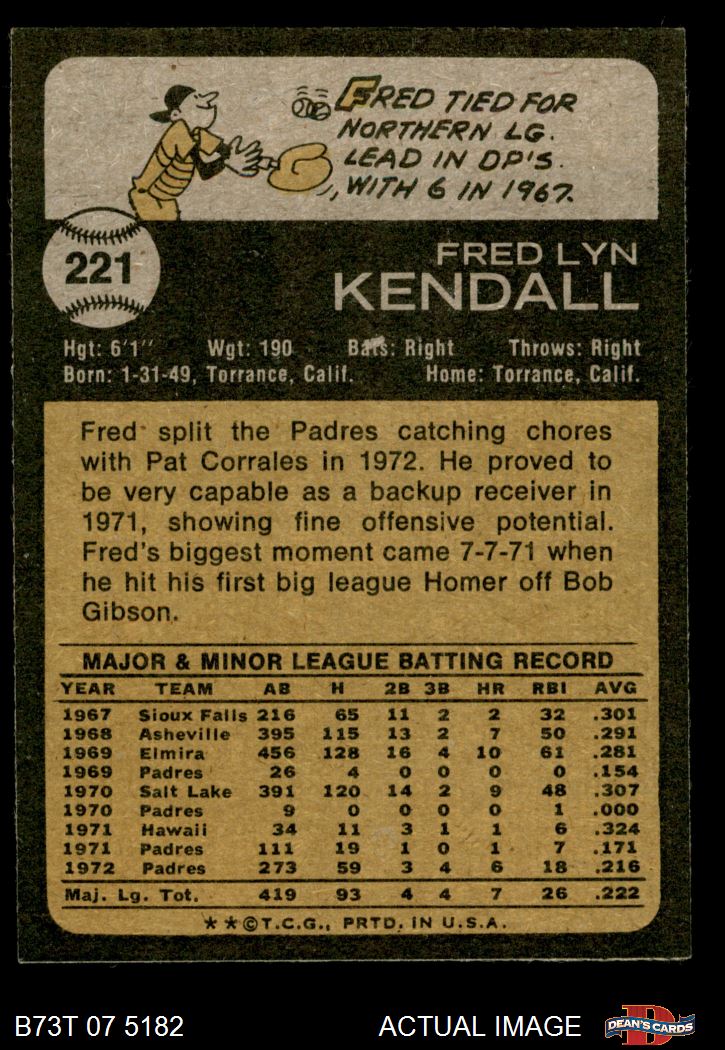 FRED TIED FOR
NORTHERN LG.
LEAD IN DP'S.
WITH 6 IN 1967.
221
FRED LYN
KENDALL
Hgt: 6'1" Wgt: 190 Bats: Right Throws: Right
Born: 1-31-49, Torrance, Calif. Home: Torrance, Calif.
Fred split the Padres catching chores
with Pat Corrales in 1972. He proved to
be very capable as a backup receiver in
1971, showing fine offensive potential.
Fred's biggest moment came 7-7-71 when
he hit his first big league Homer off Bob
Gibson.
MAJOR & MINOR LEAGUE BATTING RECORD
YEAR TEAM AB H 2B 3B HR RBI AVG
1967 Sioux Falls 216 65 11 2 2 32 .301
1968 Asheville 395 115 13 2 7 50 .291
1969 Elmira 456 128 16 4 10 61 .281
1969 Padres 26 4 0 0 0 0 .154
1970 Salt Lake 391 120 14 2 9 48 .307
1970 Padres 9 0 0 0 0 1 .000
1971 Hawaii 34 11 3 1 1 6 .324
1971 Padres 111 19 1 0 1 7 .171
1972 Padres 273 59 3 4 6 18 .216
Maj. Lg. Tot. 419 93 4 4 7 26 .222
**©T.C.G., PRTD. IN U.S.A.
B73T 07 5182 ACTUAL IMAGE D DEAN'S CARDS